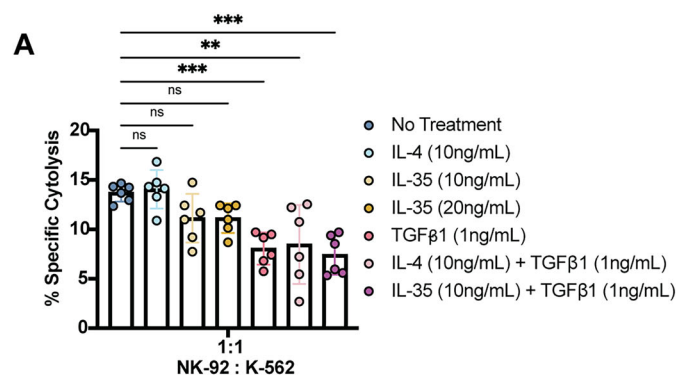 A
***
**
***
ns
ns
ns
% Specific Cytolysis
20
15
10
5
0
1:1
NK-92 : K-562
No Treatment
IL-4 (10ng/mL)
IL-35 (10ng/mL)
IL-35 (20ng/mL)
TGFβ1 (1ng/mL)
IL-4 (10ng/mL) + TGFβ1 (1ng/mL)
IL-35 (10ng/mL) + TGFβ1 (1ng/mL)